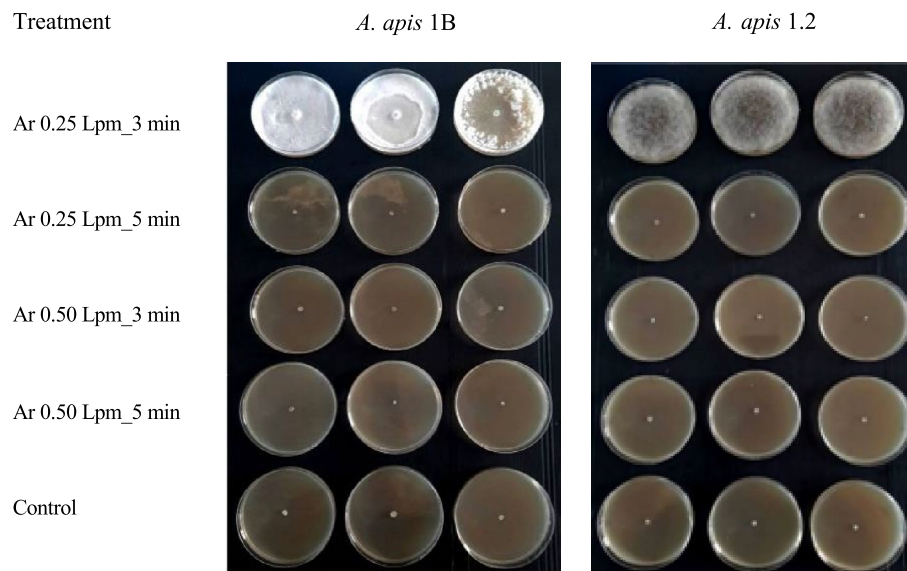 Treatment A. apis 1B A. apis 1.2
Ar 0.25 Lpm_3 min
Ar 0.25 Lpm_5 min
Ar 0.50 Lpm_3 min
Ar 0.50 Lpm_5 min
Control